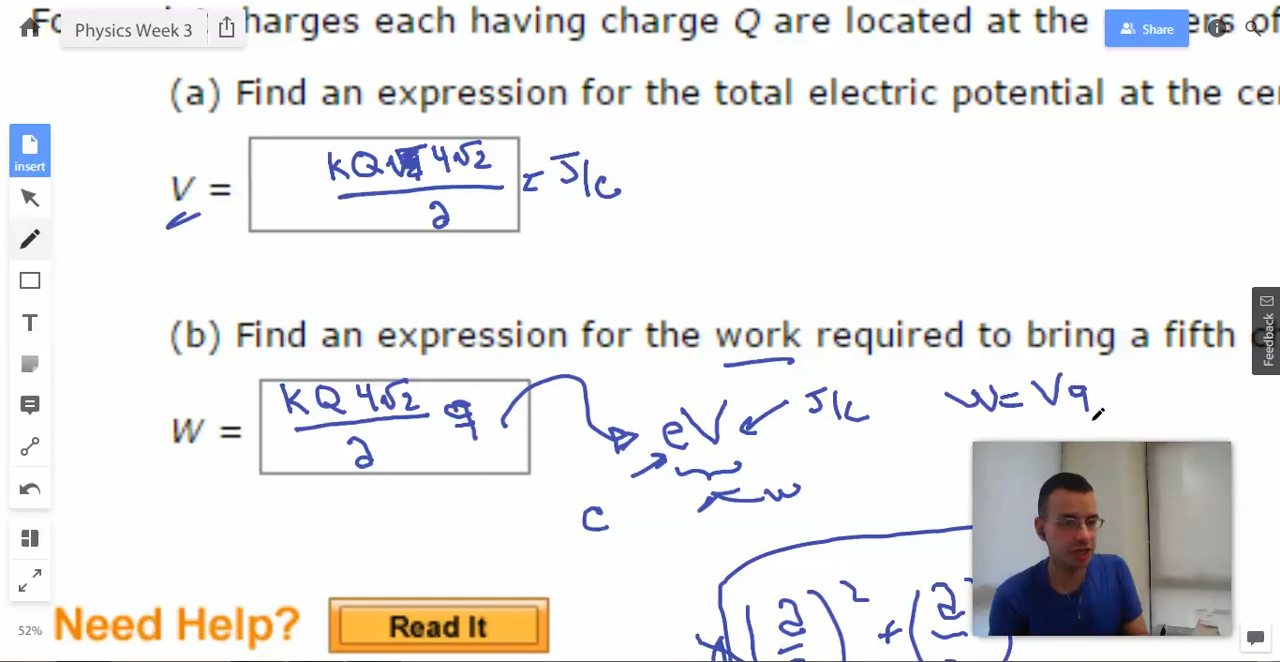 Physics Week 3
harges each having charge Q are located at the
ers of
Share
(a) Find an expression for the total electric potential at the ce
insert
V =
kQ 4√2
a
= J/C
(b) Find an expression for the work required to bring a fifth
W =
kQ 4√2 q
a
eV
J/C
W = Vq
W
C
(a)² + (a
Feedback
52%
Need Help?
Read It